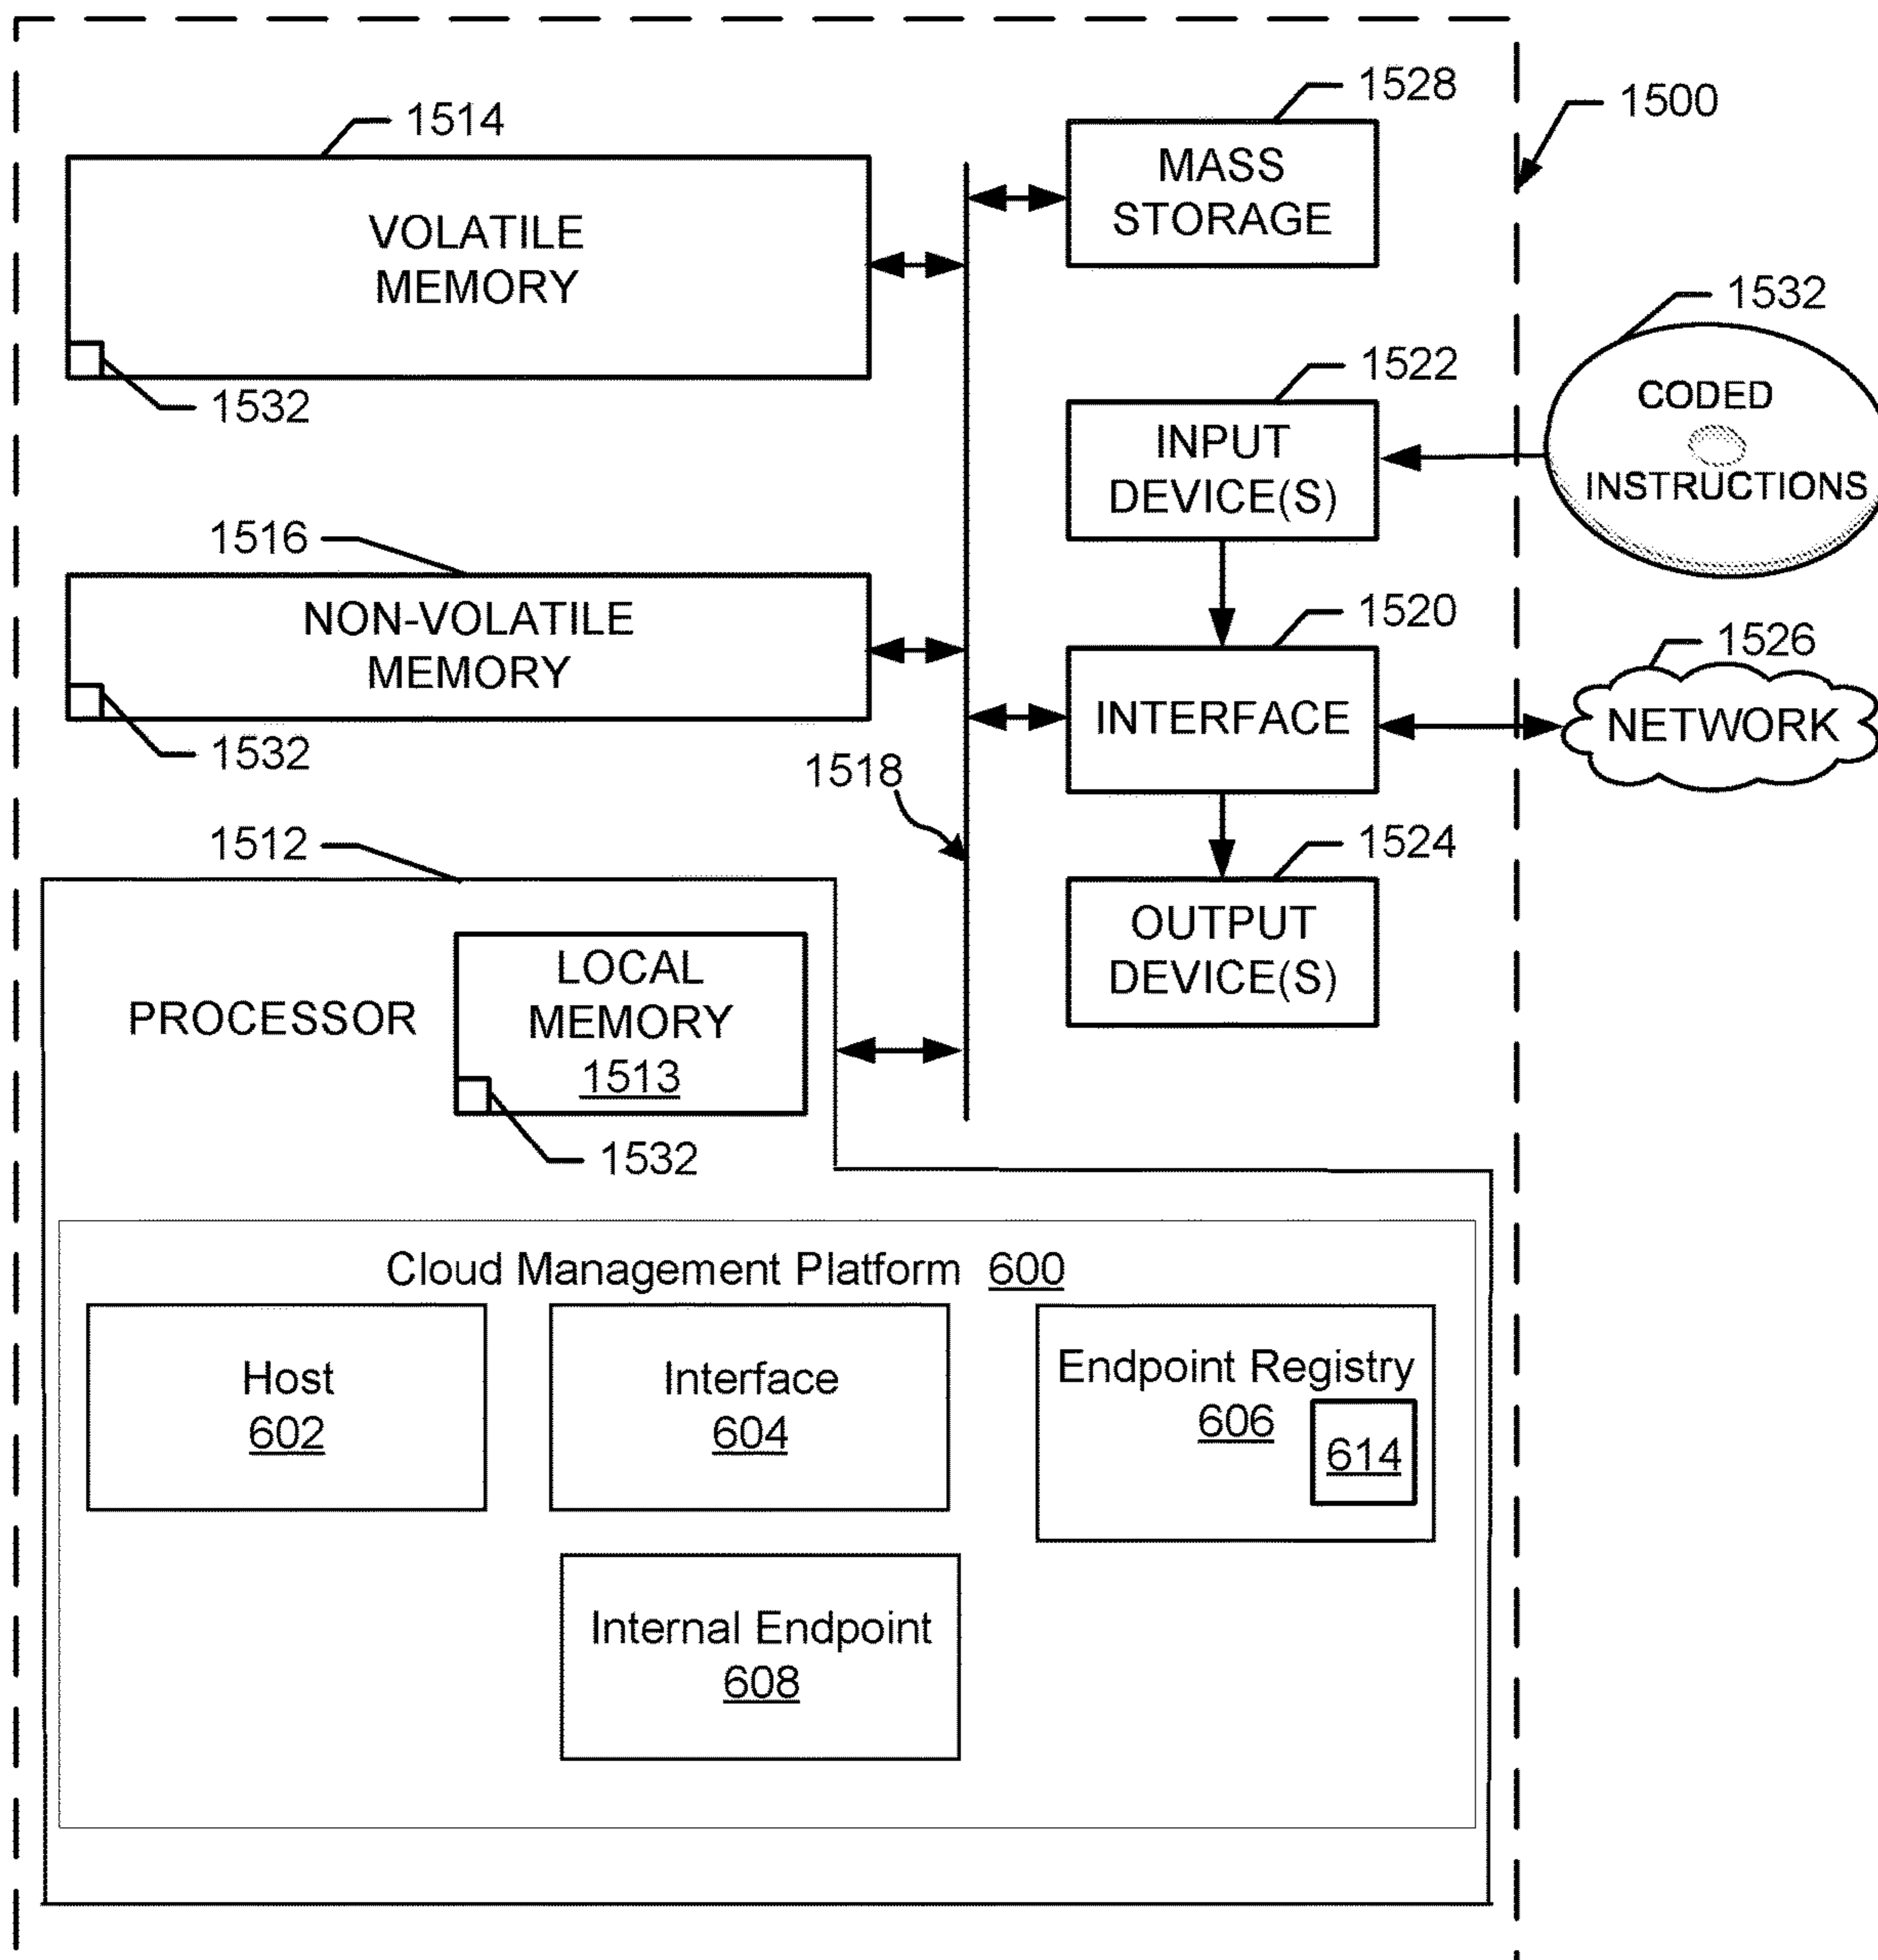 1528
1500
1514
MASS
STORAGE
VOLATILE
MEMORY
1532
1532
1522
CODED
INSTRUCTIONS
INPUT
DEVICE(S)
1516
NON-VOLATILE
MEMORY
1532
1520
1526
INTERFACE
NETWORK
1518
1512
1524
OUTPUT
DEVICE(S)
PROCESSOR
LOCAL
MEMORY
1513
1532
Cloud Management Platform 600
Host
602
Interface
604
Endpoint Registry
606
614
Internal Endpoint
608